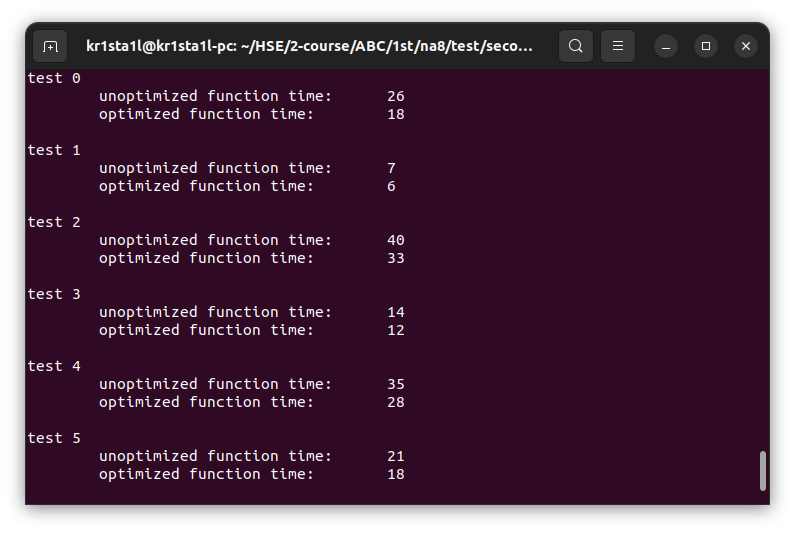 kr1sta1l@kr1sta1l-pc: ~/HSE/2-course/ABC/1st/na8/test/seco...
test 0
unoptimized function time: 26
optimized function time: 18
test 1
unoptimized function time: 7
optimized function time: 6
test 2
unoptimized function time: 40
optimized function time: 33
test 3
unoptimized function time: 14
optimized function time: 12
test 4
unoptimized function time: 35
optimized function time: 28
test 5
unoptimized function time: 21
optimized function time: 18